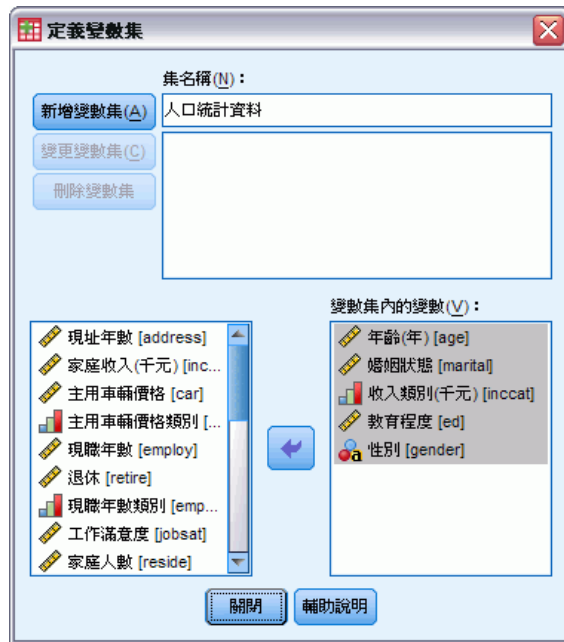 定義變數集
集名稱(N)：
新增變數集(A)
人口統計資料
變更變數集(C)
刪除變數集
變數集內的變數(V)：
現址年數 [address]
家庭收入(千元) [inc...
主用車輛價格 [car]
主用車輛價格類別 [...
現職年數 [employ]
退休 [retire]
現職年數類別 [emp...
工作滿意度 [jobsat]
家庭人數 [reside]
年齡(年) [age]
婚姻狀態 [marital]
收入類別(千元) [inccat]
教育程度 [ed]
a 性別 [gender]
關閉
輔助說明